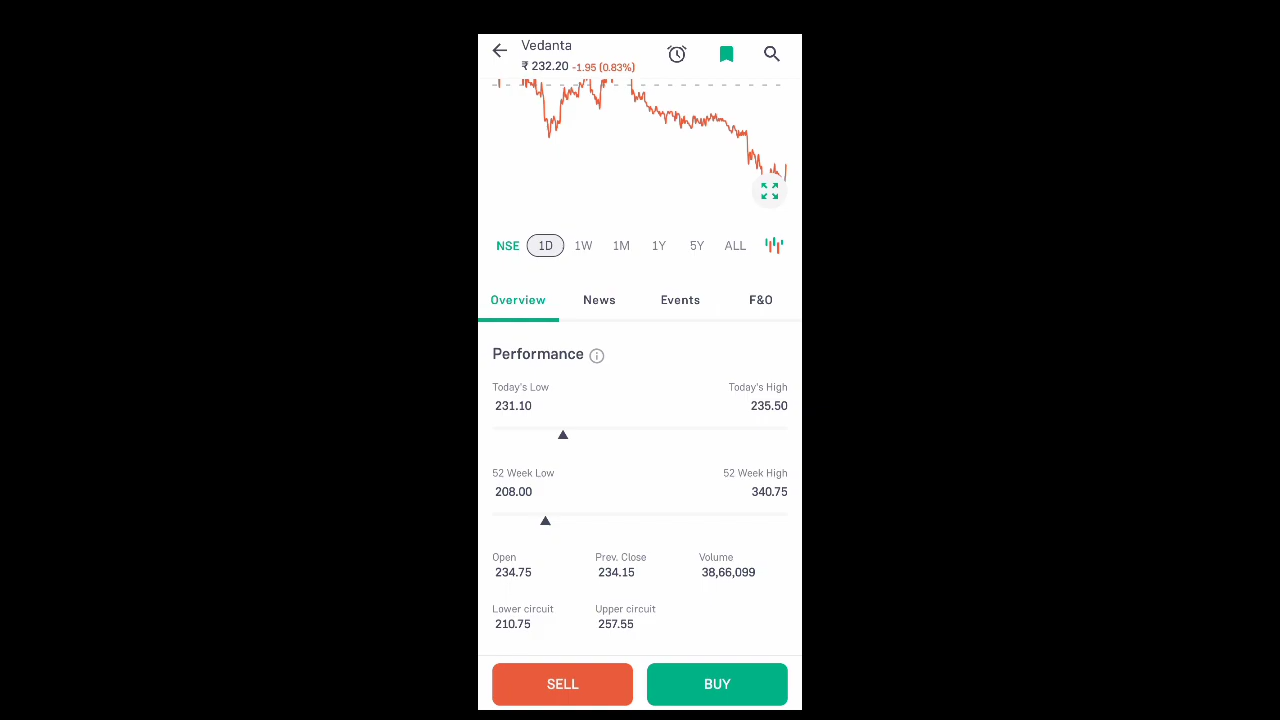 Vedanta
₹ 232.20 -1.95 (0.83%)
NSE 1D 1W 1M 1Y 5Y ALL
Overview News Events F&O
Performance
Today's Low Today's High
231.10 235.50
52 Week Low 52 Week High
208.00 340.75
Open Prev. Close Volume
234.75 234.15 38,66,099
Lower circuit Upper circuit
210.75 257.55
SELL BUY